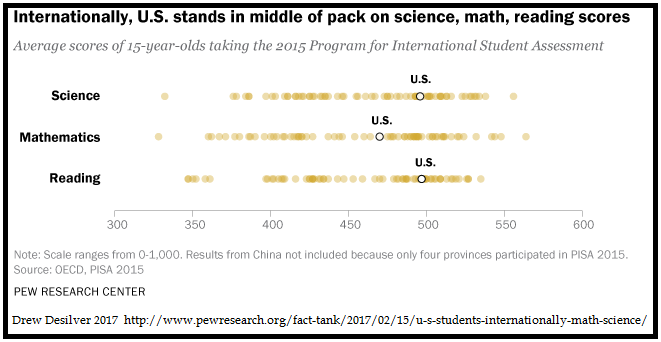 Internationally, U.S. stands in middle of pack on science, math, reading scores
Average scores of 15-year-olds taking the 2015 Program for International Student Assessment
U.S.
Science
U.S.
Mathematics
U.S.
Reading
300 350 400 450 500 550 600
Note: Scale ranges from 0-1,000. Results from China not included because only four provinces participated in PISA 2015.
Source: OECD, PISA 2015
PEW RESEARCH CENTER
Drew Desilver 2017 http://www.pewresearch.org/fact-tank/2017/02/15/u-s-students-internationally-math-science/